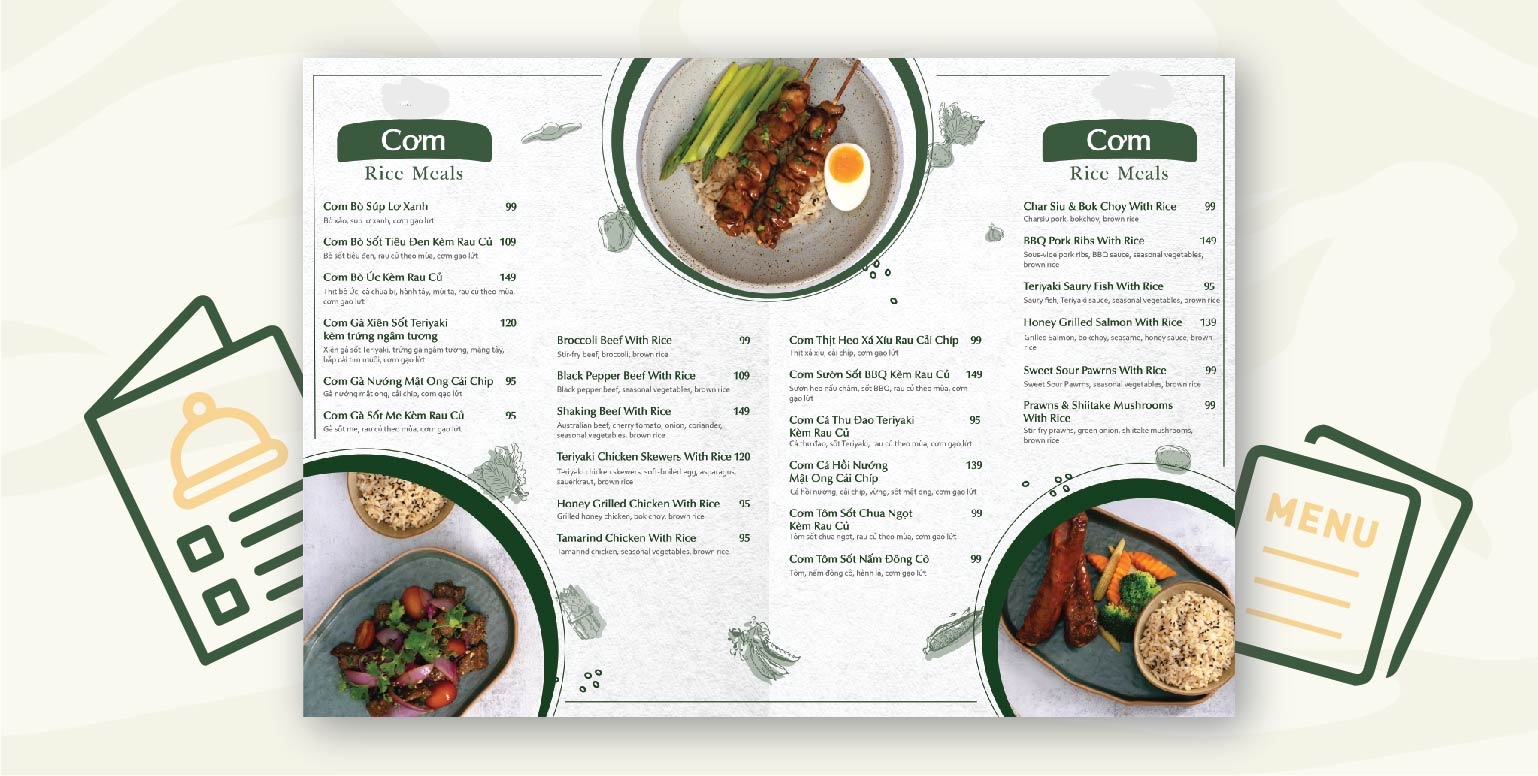 Cơm
Rice Meals
Cơm Bò Súp Lơ Xanh 99
Bò xào, súp lơ xanh, cơm gạo lứt
Cơm Bò Sốt Tiêu Đen Kèm Rau Củ 109
Bò sốt tiêu đen, rau củ theo mùa, cơm gạo lứt
Cơm Bò Úc Kèm Rau Củ 149
Thịt bò Úc, cà chua bi, hành tây, mùi ta, rau củ theo mùa,
cơm gạo lứt
Cơm Gà Xiên Sốt Teriyaki 120
kèm trứng ngâm tương
Xiên gà sốt Teriyaki, trứng gà ngâm tương, măng tây,
bắp cải tím muối, cơm gạo lứt
Cơm Gà Nướng Mật Ong Cải Chíp 95
Gà nướng mật ong, cải chíp, cơm gạo lứt
Cơm Gà Sốt Me Kèm Rau Củ 95
Gà sốt me, rau củ theo mùa, cơm gạo lứt
Broccoli Beef With Rice 99
Stir-fry beef, broccoli, brown rice
Black Pepper Beef With Rice 109
Black pepper beef, seasonal vegetables, brown rice
Shaking Beef With Rice 149
Australian beef, cherry tomato, onion, coriander,
seasonal vegetables, brown rice
Teriyaki Chicken Skewers With Rice 120
Teriyaki chicken skewers, soft-boiled egg, asparagus,
sauerkraut, brown rice
Honey Grilled Chicken With Rice 95
Grilled honey chicken, bok choy, brown rice
Tamarind Chicken With Rice 95
Tamarind chicken, seasonal vegetables, brown rice
Cơm Thịt Heo Xá Xíu Rau Cải Chíp 99
Thịt xá xíu, cải chíp, cơm gạo lứt
Cơm Sườn Sốt BBQ Kèm Rau Củ 149
Sườn heo nấu chậm, sốt BBQ, rau củ theo mùa, cơm
gạo lứt
Cơm Cá Thu Đao Teriyaki 95
Kèm Rau Củ
Cá thu đao, sốt Teriyaki, rau củ theo mùa, cơm gạo lứt
Cơm Cá Hồi Nướng 139
Mật Ong Cải Chíp
Cá hồi nướng, cải chíp, vừng, sốt mật ong, cơm gạo lứt
Cơm Tôm Sốt Chua Ngọt 99
Kèm Rau Củ
Tôm sốt chua ngọt, rau củ theo mùa, cơm gạo lứt
Cơm Tôm Sốt Nấm Đông Cô 99
Tôm, nấm đông cô, hành lá, cơm gạo lứt
Cơm
Rice Meals
Char Siu & Bok Choy With Rice 99
Charsiu pork, bokchoy, brown rice
BBQ Pork Ribs With Rice 149
Sous-vide pork ribs, BBQ sauce, seasonal vegetables,
brown rice
Teriyaki Saury Fish With Rice 95
Saury fish, Teriyaki sauce, seasonal vegetables, brown rice
Honey Grilled Salmon With Rice 139
Grilled Salmon, bokchoy, seasame, honey sauce, brown
rice
Sweet Sour Pawrns With Rice 99
Sweet Sour Pawrns, seasonal vegetables, brown rice
Prawns & Shiitake Mushrooms 99
With Rice
Stir-fry prawns, green onion, shiitake mushrooms,
brown rice
MENU